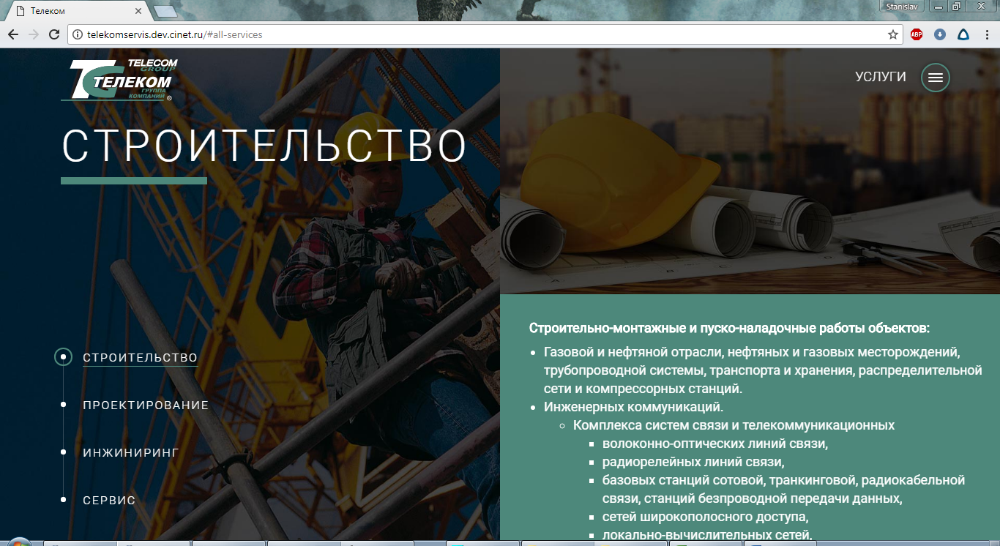 Телеком
Stanislav
telekomservis.dev.cinet.ru/#all-services
ABP
TELECOM
GROUP
TG
ТЕЛЕКОМ
ГРУППА
КОМПАНИЙ
®
УСЛУГИ
СТРОИТЕЛЬСТВО
СТРОИТЕЛЬСТВО
ПРОЕКТИРОВАНИЕ
ИНЖИНИРИНГ
СЕРВИС
Строительно-монтажные и пуско-наладочные работы объектов:
Газовой и нефтяной отрасли, нефтяных и газовых месторождений,
трубопроводной системы, транспорта и хранения, распределительной
сети и компрессорных станций.
Инженерных коммуникаций.
Комплекса систем связи и телекоммуникационных
волоконно-оптических линий связи,
радиорелейных линий связи,
базовых станций сотовой, транкинговой, радиокабельной
связи, станций безпроводной передачи данных,
сетей широкополосного доступа,
локально-вычислительных сетей,